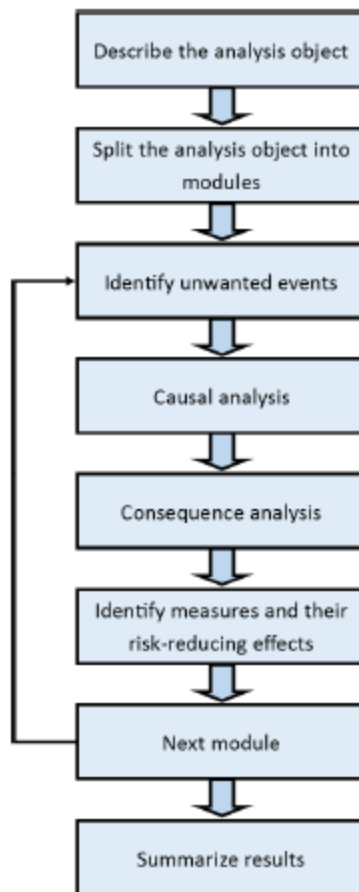 Describe the analysis object
Split the analysis object into
modules
Identify unwanted events
Causal analysis
Consequence analysis
Identify measures and their
risk-reducing effects
Next module
Summarize results